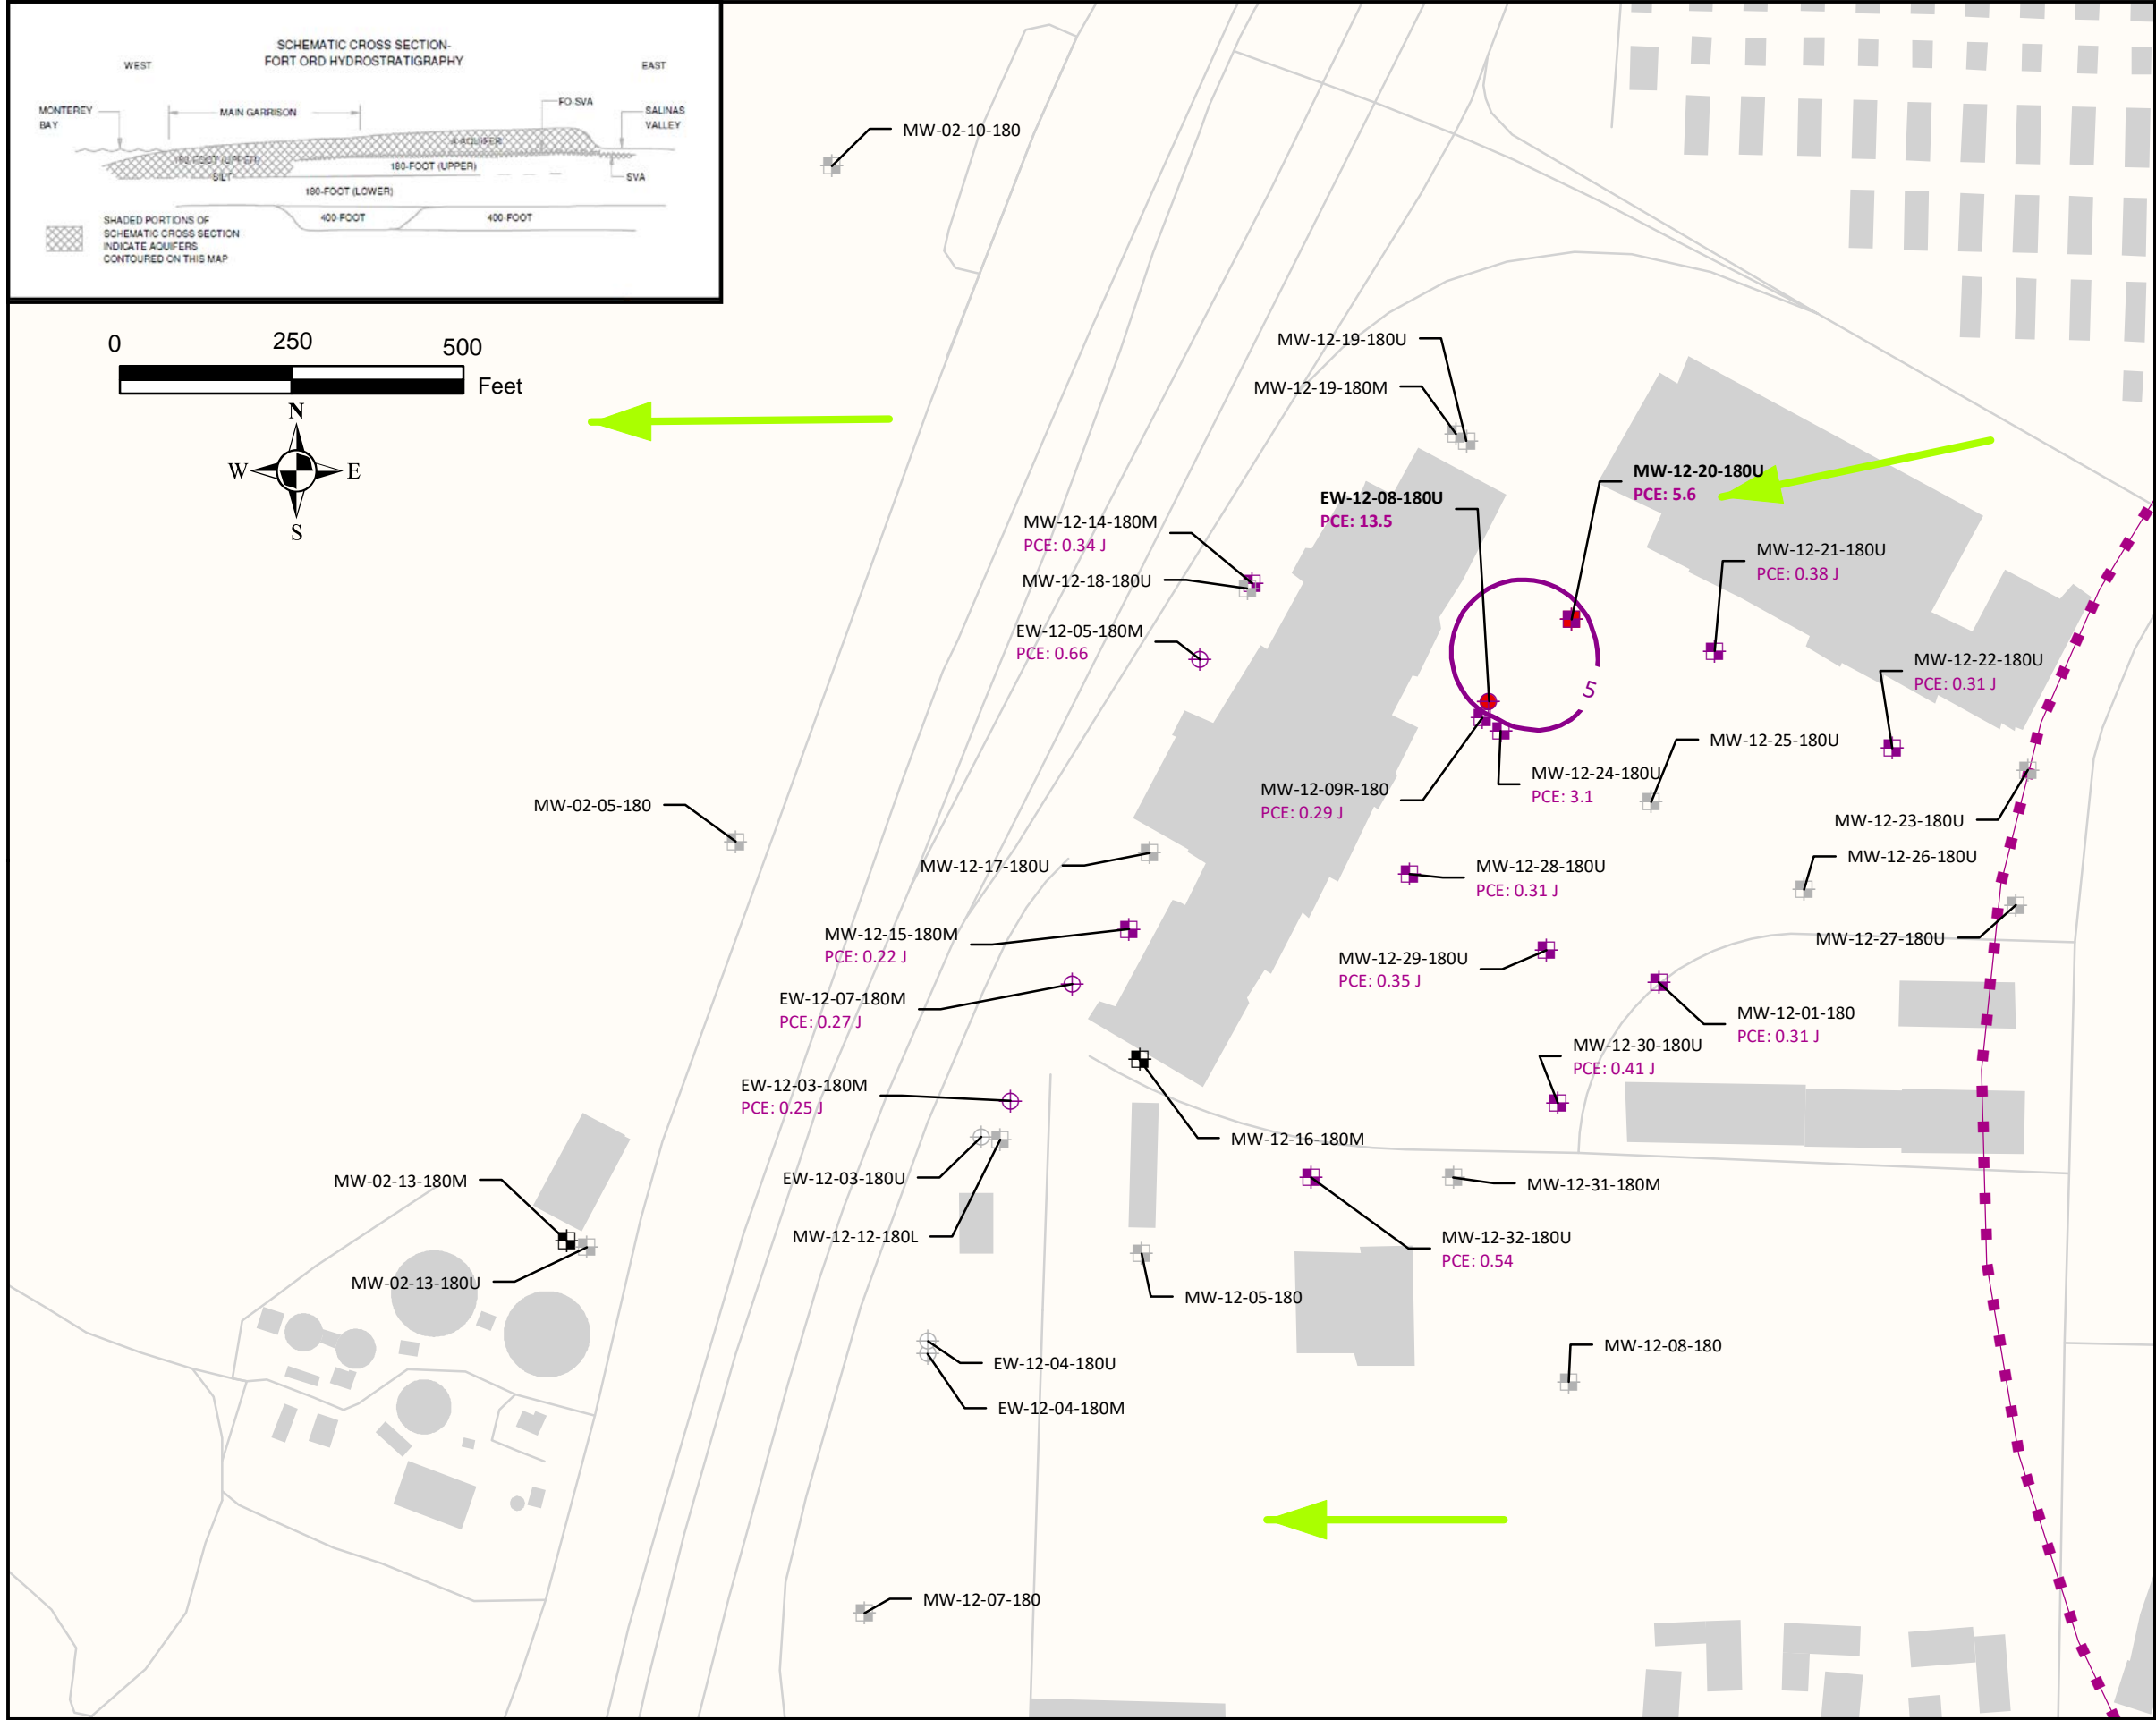 SCHEMATIC CROSS SECTION-
FORT ORD HYDROSTRATIGRAPHY
WEST
EAST
MONTEREY
BAY
MAIN GARRISON
FO-SVA
SALINAS
VALLEY
A-AQUIFER
180-FOOT (UPPER)
180-FOOT (UPPER)
SILT
SVA
180-FOOT (LOWER)
400-FOOT
400-FOOT
SHADED PORTIONS OF
SCHEMATIC CROSS SECTION
INDICATE AQUIFERS
CONTOURED ON THIS MAP
0
250
500
Feet
N
W
E
S
MW-02-10-180
MW-12-19-180U
MW-12-19-180M
MW-12-20-180U
PCE: 5.6
EW-12-08-180U
PCE: 13.5
MW-12-14-180M
PCE: 0.34 J
MW-12-18-180U
MW-12-21-180U
PCE: 0.38 J
EW-12-05-180M
PCE: 0.66
MW-12-22-180U
PCE: 0.31 J
5
MW-12-25-180U
MW-12-24-180U
PCE: 3.1
MW-12-09R-180
PCE: 0.29 J
MW-02-05-180
MW-12-23-180U
MW-12-26-180U
MW-12-17-180U
MW-12-28-180U
PCE: 0.31 J
MW-12-15-180M
PCE: 0.22 J
MW-12-27-180U
MW-12-29-180U
PCE: 0.35 J
EW-12-07-180M
PCE: 0.27 J
MW-12-01-180
PCE: 0.31 J
MW-12-30-180U
PCE: 0.41 J
EW-12-03-180M
PCE: 0.25 J
MW-12-16-180M
EW-12-03-180U
MW-02-13-180M
MW-12-31-180M
MW-12-12-180L
MW-12-32-180U
PCE: 0.54
MW-02-13-180U
MW-12-05-180
MW-12-08-180
EW-12-04-180U
EW-12-04-180M
MW-12-07-180